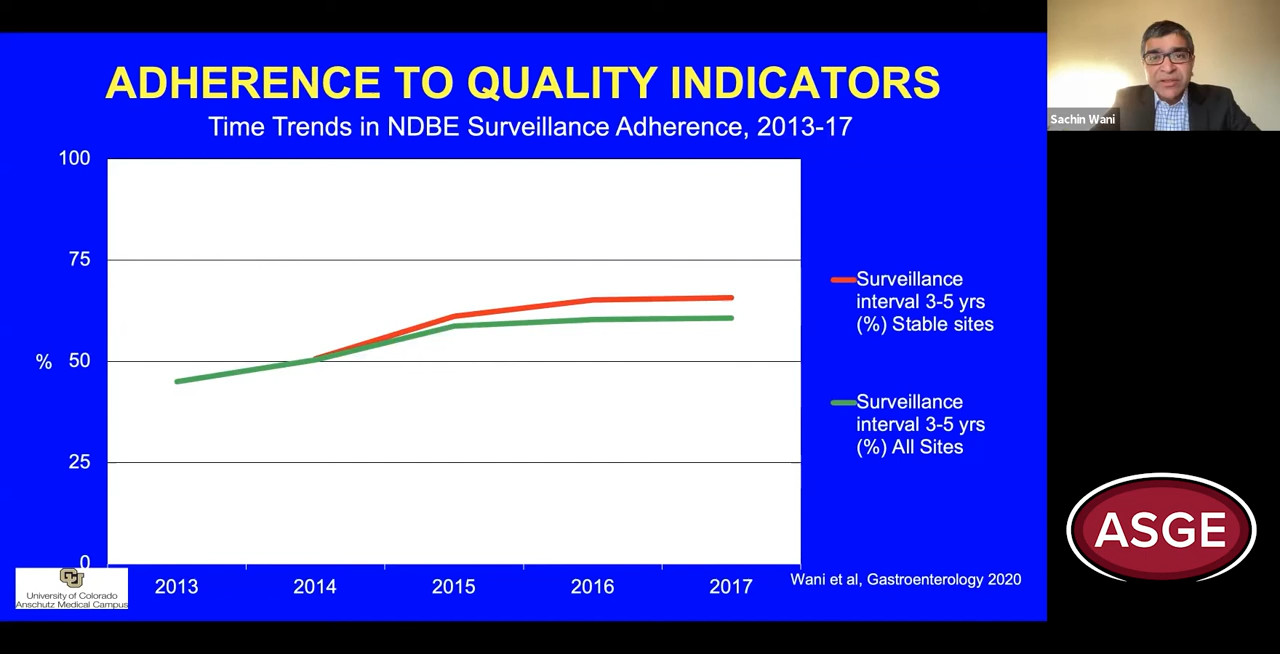 ADHERENCE TO QUALITY INDICATORS
Time Trends in NDBE Surveillance Adherence, 2013-17
100
75
%
50
25
0
2013
2014
2015
2016
2017
Surveillance
interval 3-5 yrs
(%) Stable sites
Surveillance
interval 3-5 yrs
(%) All Sites
Wani et al, Gastroenterology 2020
University of Colorado
Anschutz Medical Campus
Sachin Wani
ASGE